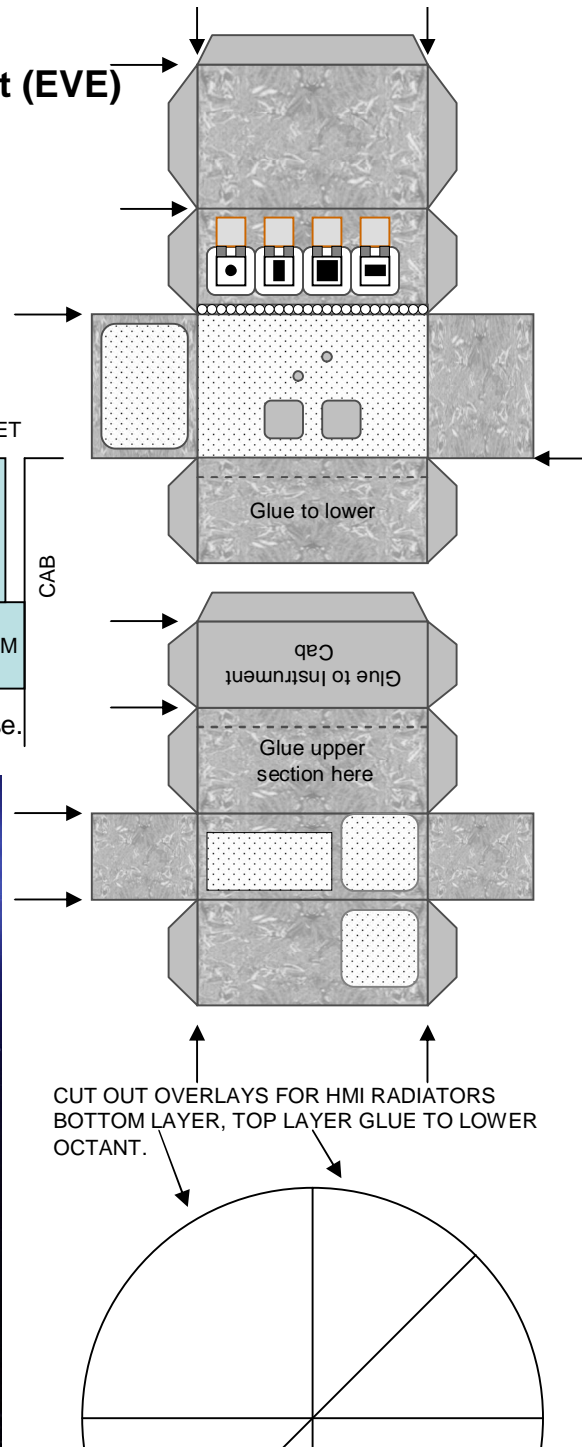 t (EVE)
ET
CAB
M
se.
Glue to lower
Glue to Instrument
Cab
Glue upper
section here
CUT OUT OVERLAYS FOR HMI RADIATORS
BOTTOM LAYER, TOP LAYER GLUE TO LOWER
OCTANT.